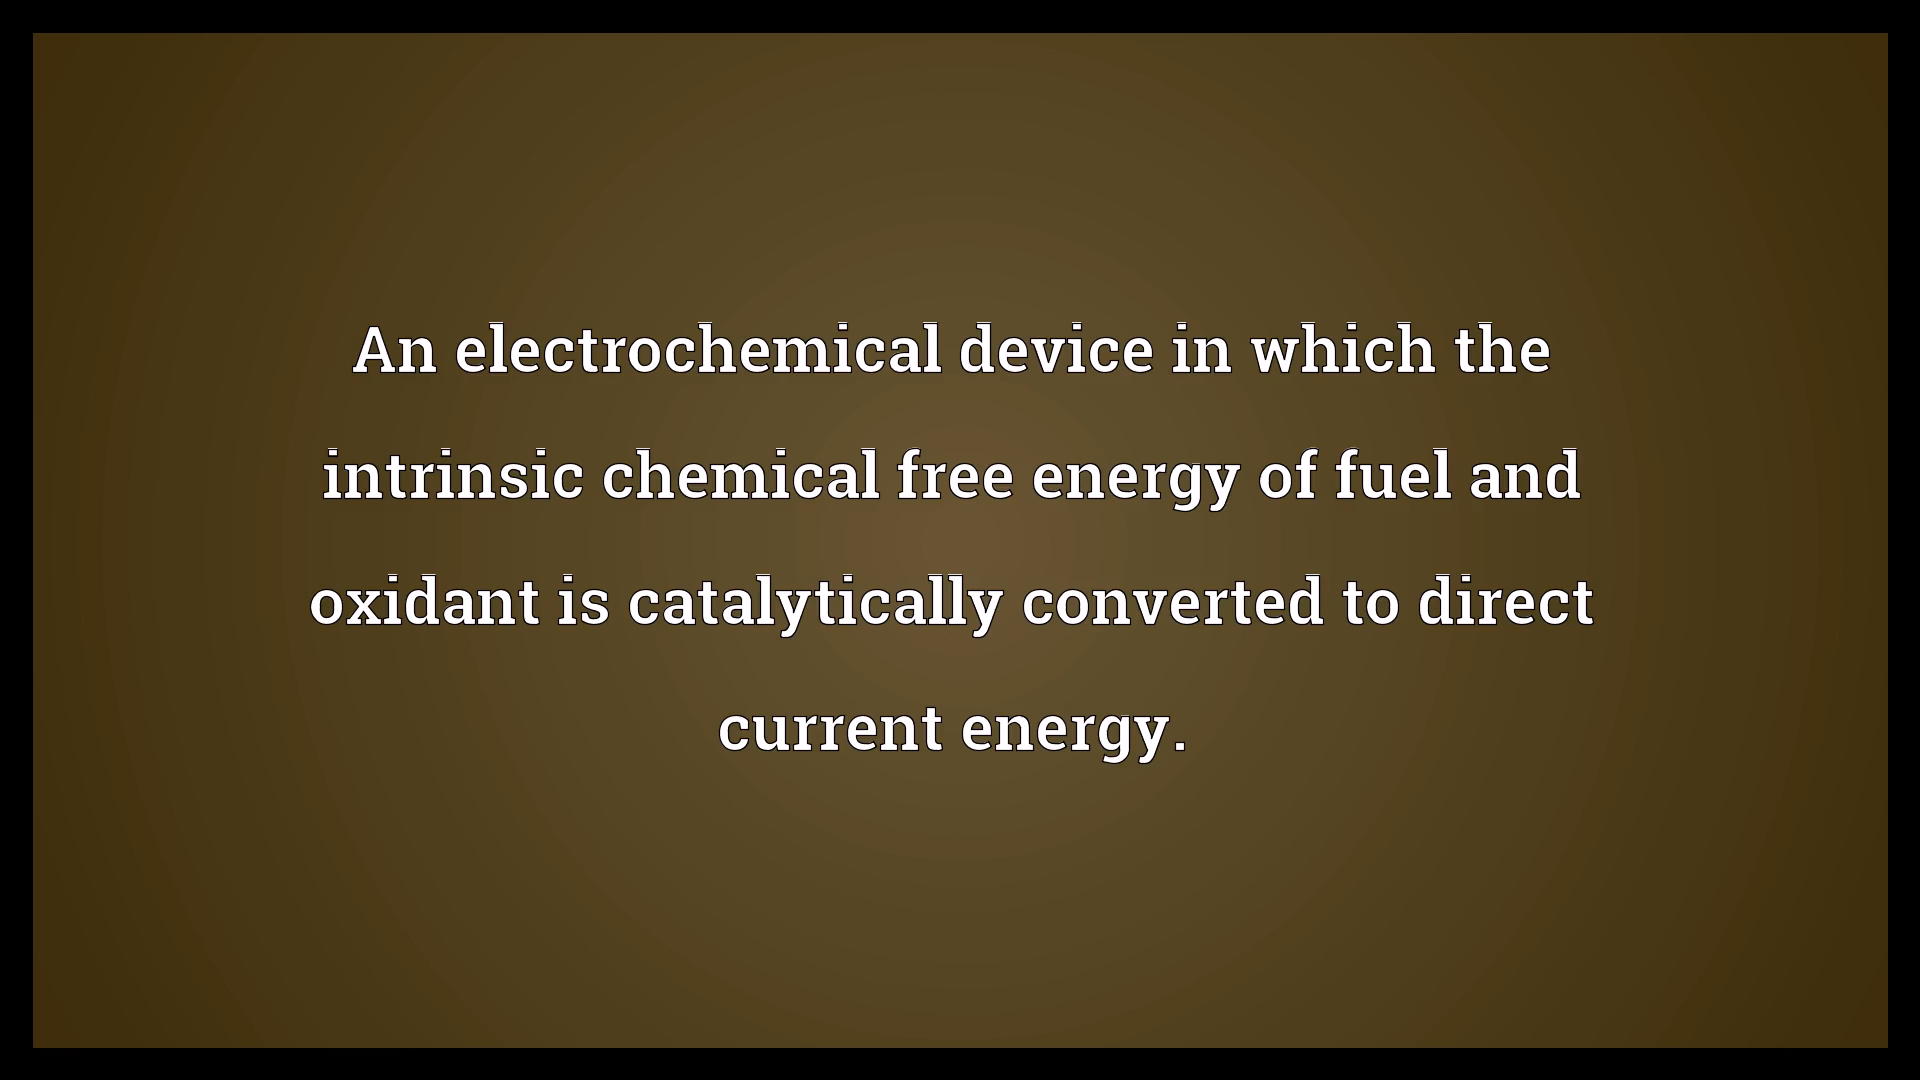 An electrochemical device in which the
intrinsic chemical free energy of fuel and
oxidant is catalytically converted to direct
current energy.